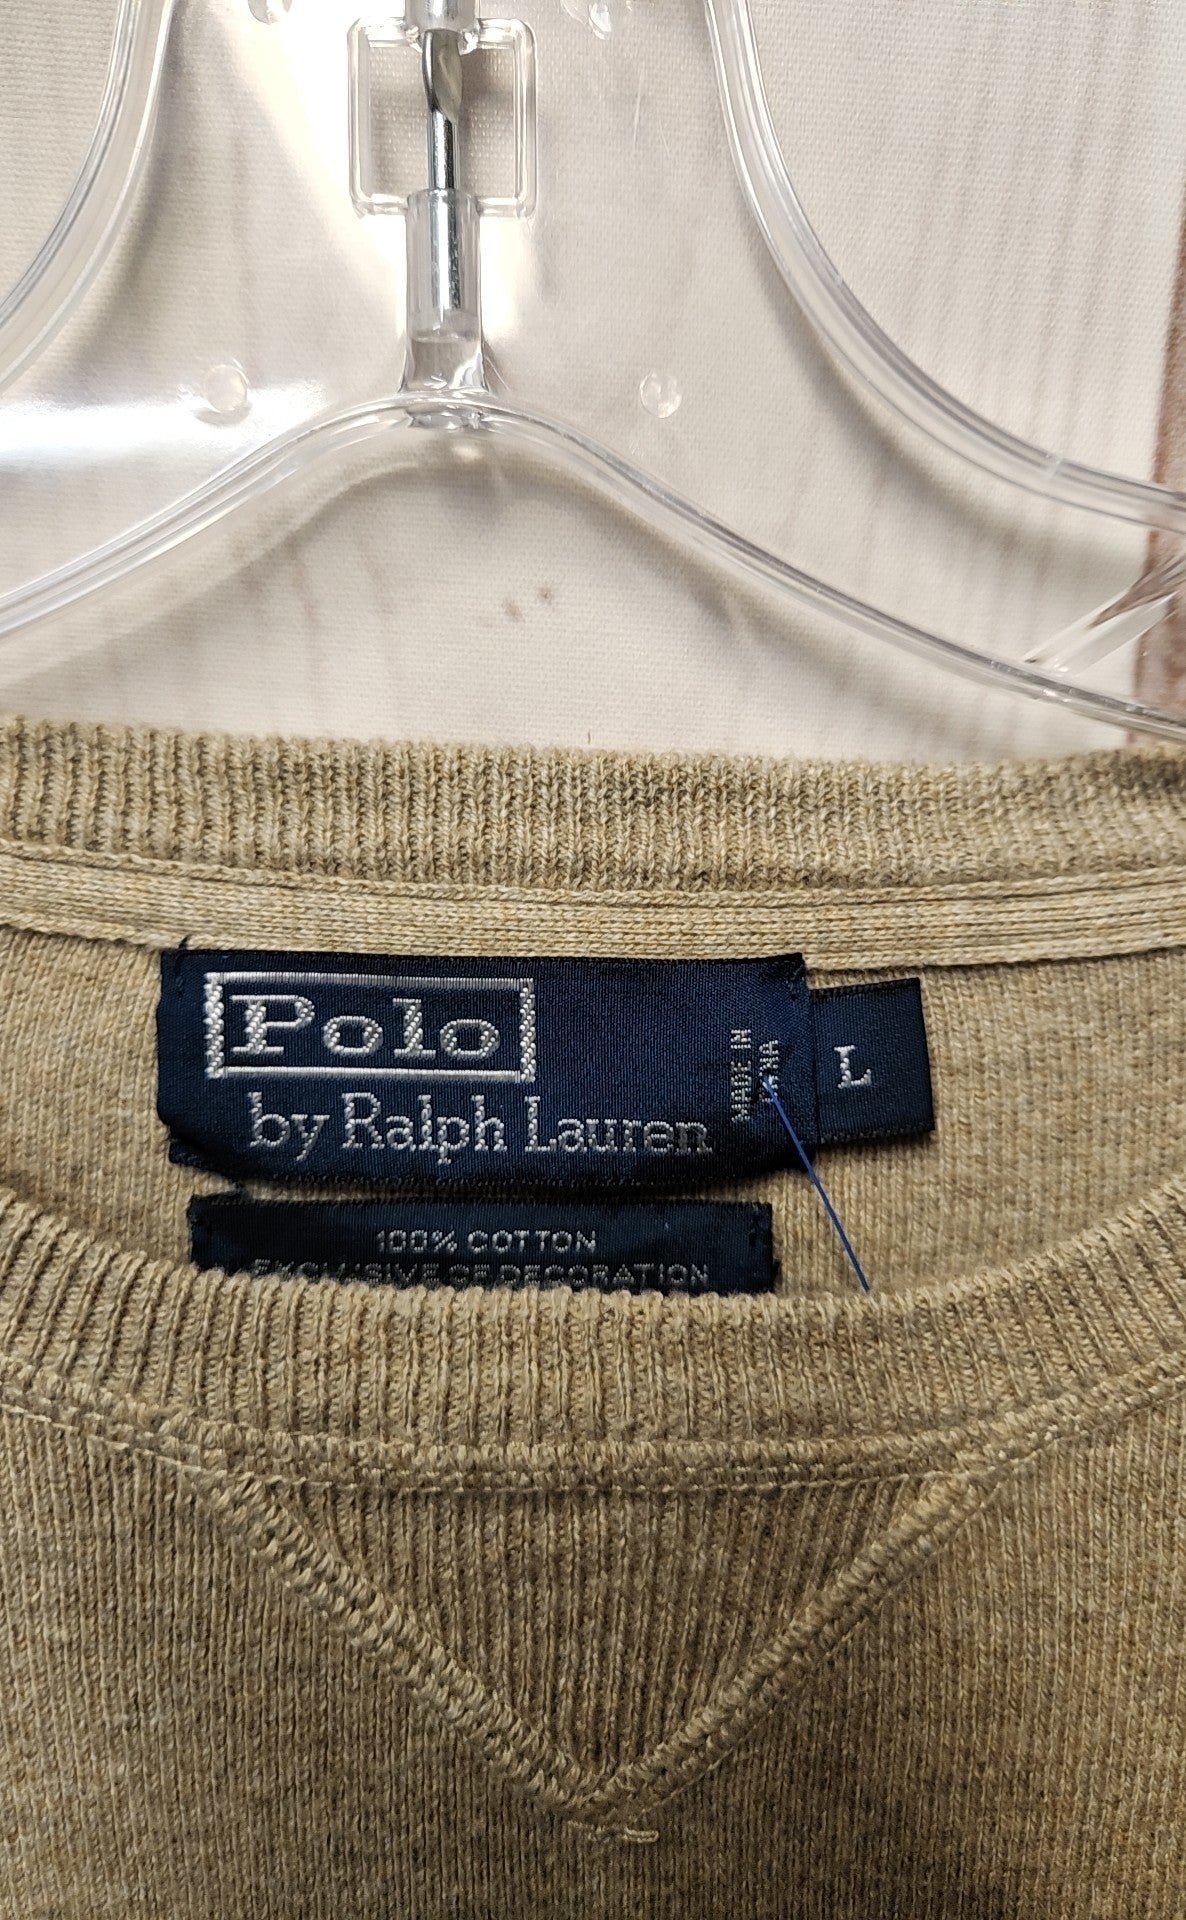 Polo
by Ralph Lauren
MADE IN
L
100% COTTON
EXCLUSIVE OF DECORATION